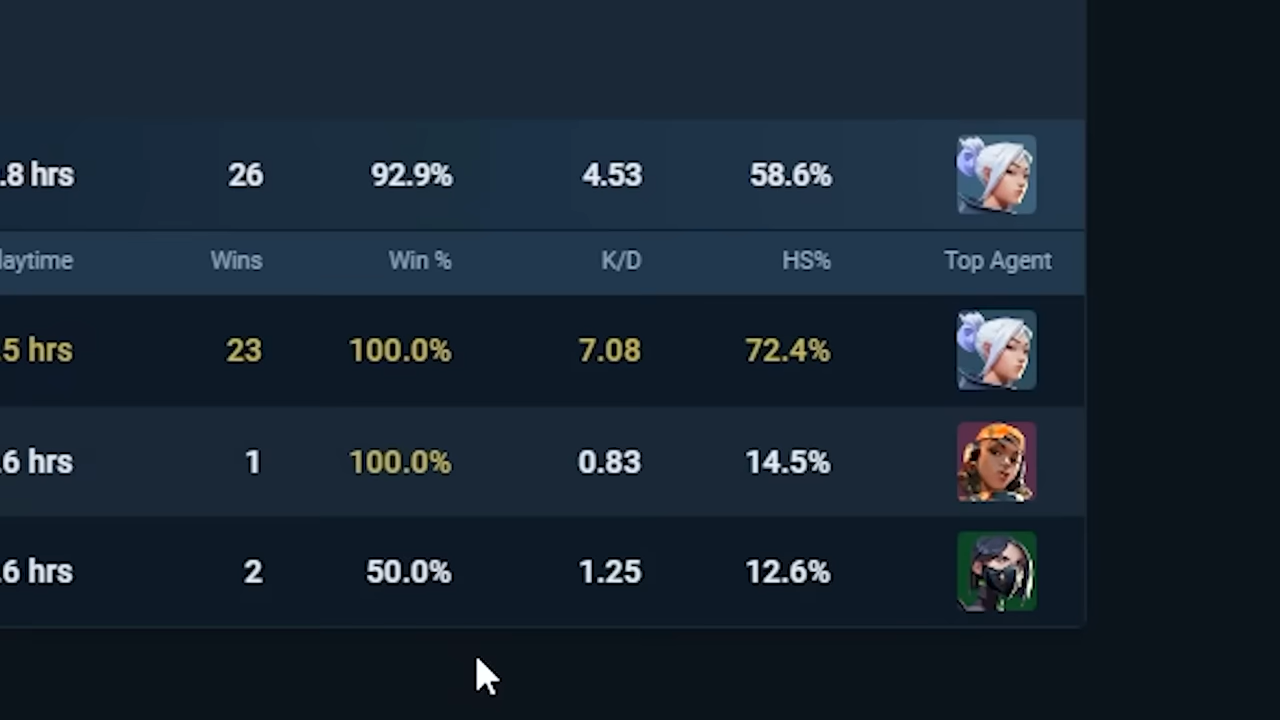 .8 hrs 26 92.9% 4.53 58.6%
laytime Wins Win % K/D HS% Top Agent
.5 hrs 23 100.0% 7.08 72.4%
.6 hrs 1 100.0% 0.83 14.5%
.6 hrs 2 50.0% 1.25 12.6%